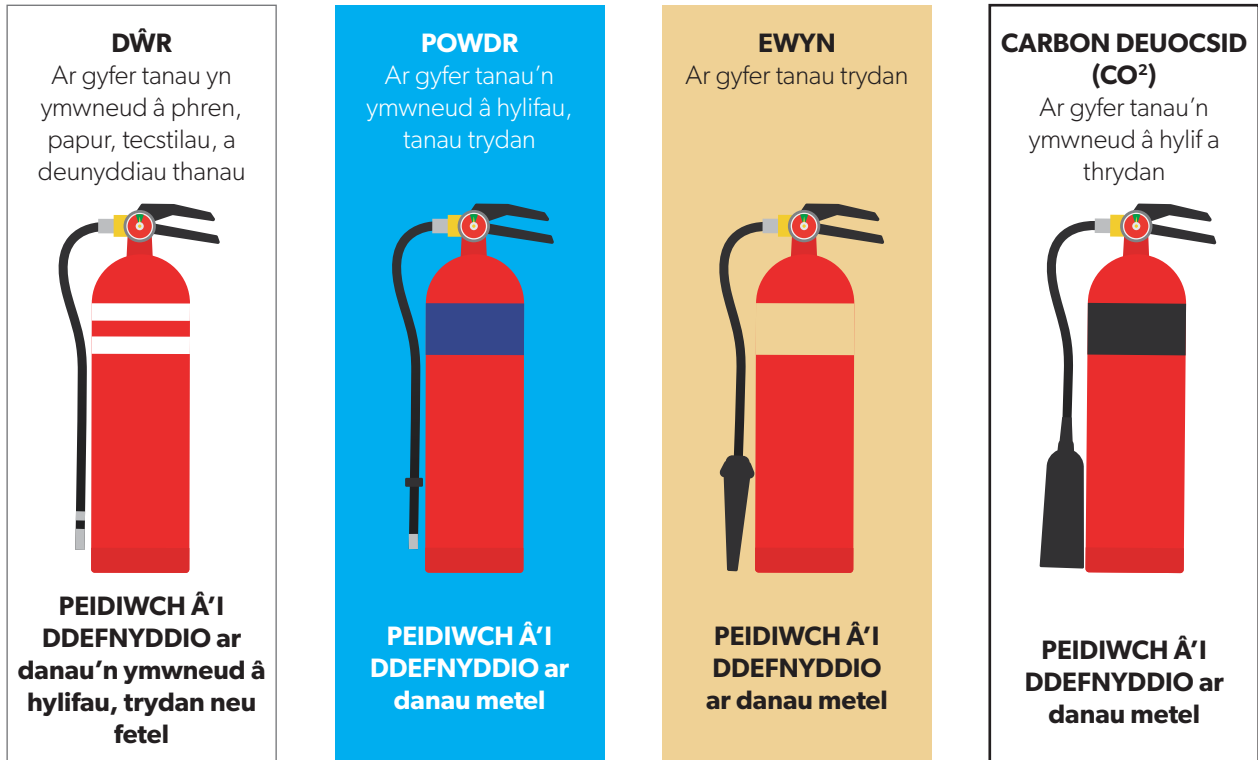 DŴR
Ar gyfer tanau yn
ymwneud â phren,
papur, tecstilau, a
deunyddiau thanau
PEIDIWCH Â'I
DDEFNYDDIO ar
danau'n ymwneud â
hylifau, trydan neu
fetel
POWDR
Ar gyfer tanau'n
ymwneud â hylifau,
tanau trydan
PEIDIWCH Â'I
DDEFNYDDIO ar
danau metel
EWYN
Ar gyfer tanau trydan
PEIDIWCH Â'I
DDEFNYDDIO
ar danau metel
CARBON DEUOCSID
(CO²)
Ar gyfer tanau'n
ymwneud â hylif a
thrydan
PEIDIWCH Â'I
DDEFNYDDIO ar
danau metel